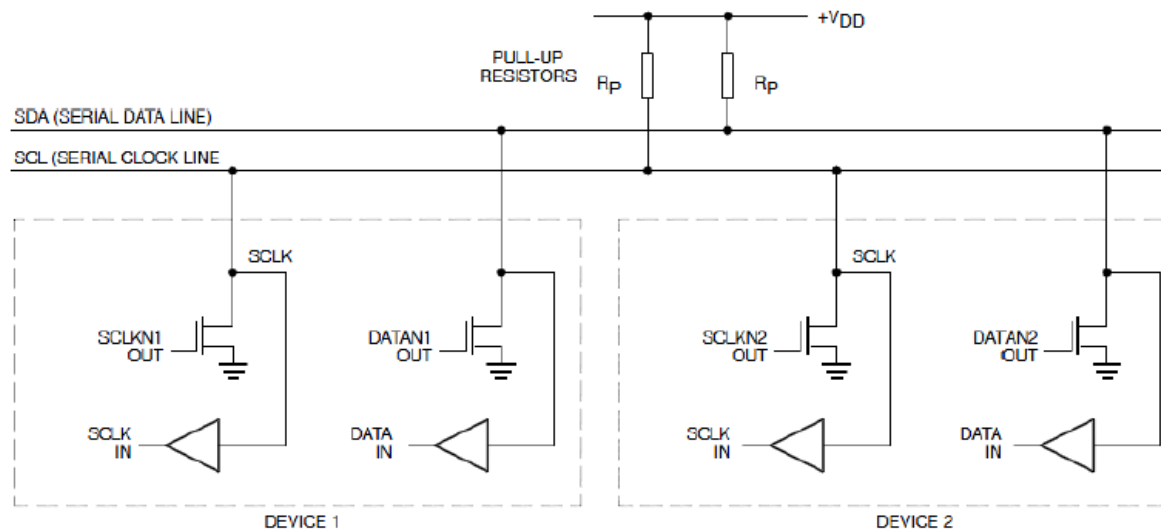 +VDD
PULL-UP
RESISTORS
RP
RP
SDA (SERIAL DATA LINE)
SCL (SERIAL CLOCK LINE
SCLK
SCLKN1
OUT
DATAN1
OUT
SCLK
IN
DATA
IN
DEVICE 1
SCLK
SCLKN2
OUT
DATAN2
OUT
SCLK
IN
DATA
IN
DEVICE 2